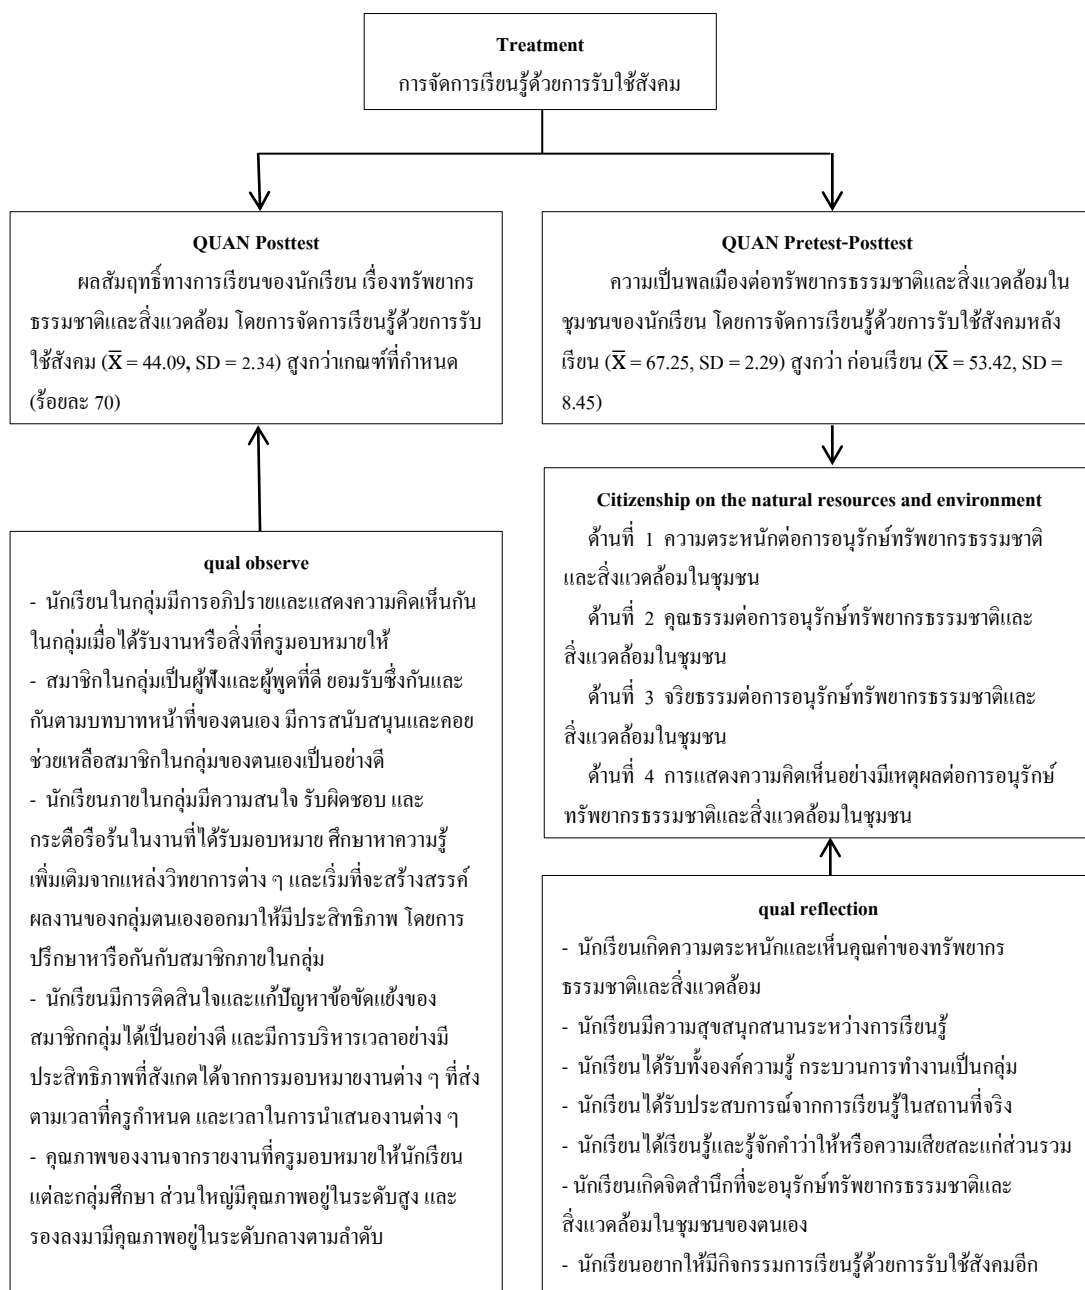 Treatment
การจัดการเรียนรู้ด้วยการรับใช้สังคม
QUAN Posttest
ผลสัมฤทธิ์ทางการเรียนของนักเรียน เรื่องทรัพยากร
ธรรมชาติและสิ่งแวดล้อม โดยการจัดการเรียนรู้ด้วยการรับ
ใช้สังคม (X̄ = 44.09, SD = 2.34) สูงกว่าเกณฑ์ที่กำหนด
(ร้อยละ 70)
QUAN Pretest-Posttest
ความเป็นพลเมืองต่อทรัพยากรธรรมชาติและสิ่งแวดล้อมใน
ชุมชนของนักเรียน โดยการจัดการเรียนรู้ด้วยการรับใช้สังคมหลัง
เรียน (X̄ = 67.25, SD = 2.29) สูงกว่า ก่อนเรียน (X̄ = 53.42, SD =
8.45)
Citizenship on the natural resources and environment
ด้านที่ 1 ความตระหนักต่อการอนุรักษ์ทรัพยากรธรรมชาติ
และสิ่งแวดล้อมในชุมชน
ด้านที่ 2 คุณธรรมต่อการอนุรักษ์ทรัพยากรธรรมชาติและ
สิ่งแวดล้อมในชุมชน
ด้านที่ 3 จริยธรรมต่อการอนุรักษ์ทรัพยากรธรรมชาติและ
สิ่งแวดล้อมในชุมชน
ด้านที่ 4 การแสดงความคิดเห็นอย่างมีเหตุผลต่อการอนุรักษ์
ทรัพยากรธรรมชาติและสิ่งแวดล้อมในชุมชน
qual observe
- นักเรียนในกลุ่มมีการอภิปรายและแสดงความคิดเห็นกัน
ในกลุ่มเมื่อได้รับงานหรือสิ่งที่ครูมอบหมายให้
- สมาชิกในกลุ่มเป็นผู้ฟังและผู้พูดที่ดี ยอมรับซึ่งกันและ
กันตามบทบาทหน้าที่ของตนเอง มีการสนับสนุนและคอย
ช่วยเหลือสมาชิกในกลุ่มของตนเองเป็นอย่างดี
- นักเรียนภายในกลุ่มมีความสนใจ รับผิดชอบ และ
กระตือรือร้นในงานที่ได้รับมอบหมาย ศึกษาหาความรู้
เพิ่มเติมจากแหล่งวิทยาการต่าง ๆ และเริ่มที่จะสร้างสรรค์
ผลงานของกลุ่มตนเองออกมาให้มีประสิทธิภาพ โดยการ
ปรึกษาหารือกันกับสมาชิกภายในกลุ่ม
- นักเรียนมีการติดสินใจและแก้ปัญหาข้อขัดแย้งของ
สมาชิกกลุ่มได้เป็นอย่างดี และมีการบริหารเวลาอย่างมี
ประสิทธิภาพที่สังเกตได้จากการมอบหมายงานต่าง ๆ ที่ส่ง
ตามเวลาที่ครูกำหนด และเวลาในการนำเสนองานต่าง ๆ
- คุณภาพของงานจากรายงานที่ครูมอบหมายให้นักเรียน
แต่ละกลุ่มศึกษา ส่วนใหญ่มีคุณภาพอยู่ในระดับสูง และ
รองลงมามีคุณภาพอยู่ในระดับกลางตามลำดับ
qual reflection
- นักเรียนเกิดความตระหนักและเห็นคุณค่าของทรัพยากร
ธรรมชาติและสิ่งแวดล้อม
- นักเรียนมีความสุขสนุกสนานระหว่างการเรียนรู้
- นักเรียนได้รับทั้งองค์ความรู้ กระบวนการทำงานเป็นกลุ่ม
- นักเรียนได้รับประสบการณ์จากการเรียนรู้ในสถานที่จริง
- นักเรียนได้เรียนรู้และรู้จักคำว่าให้หรือความเสียสละแก่ส่วนรวม
- นักเรียนเกิดจิตสำนึกที่จะอนุรักษ์ทรัพยากรธรรมชาติและ
สิ่งแวดล้อมในชุมชนของตนเอง
- นักเรียนอยากให้มีกิจกรรมการเรียนรู้ด้วยการรับใช้สังคมอีก